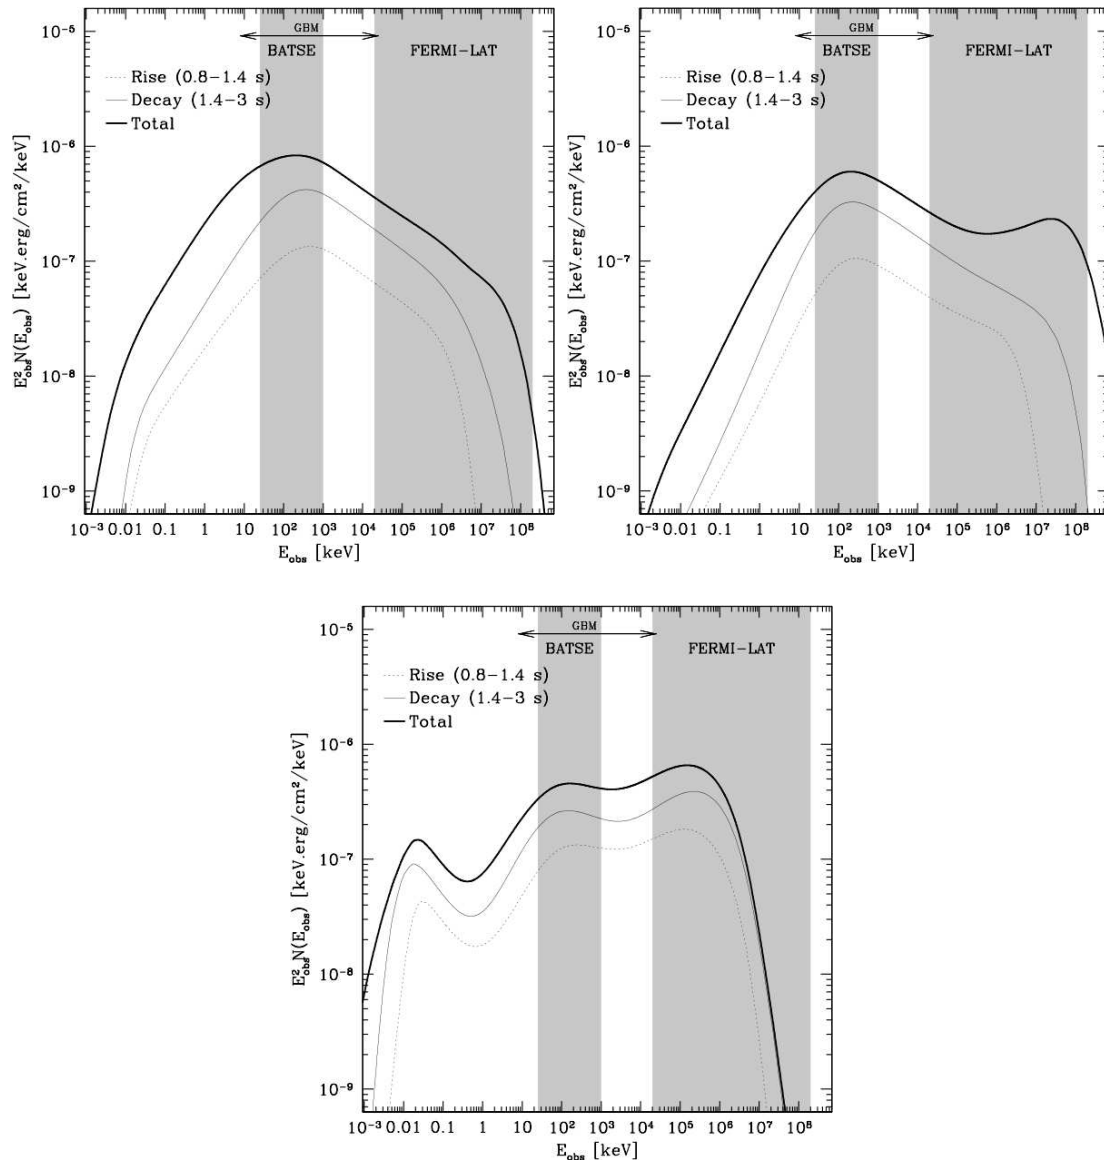 GBM
BATSE FERMI-LAT
Rise (0.8−1.4 s)
Decay (1.4−3 s)
Total
10⁻⁵
10⁻⁶
10⁻⁷
10⁻⁸
10⁻⁹
E²obsN(Eobs) [keV.erg/cm²/keV]
10⁻³ 0.01 0.1 1 10 10² 10³ 10⁴ 10⁵ 10⁶ 10⁷ 10⁸
Eobs [keV]
GBM
BATSE FERMI-LAT
Rise (0.8−1.4 s)
Decay (1.4−3 s)
Total
10⁻⁵
10⁻⁶
10⁻⁷
10⁻⁸
10⁻⁹
E²obsN(Eobs) [keV.erg/cm²/keV]
10⁻³ 0.01 0.1 1 10 10² 10³ 10⁴ 10⁵ 10⁶ 10⁷ 10⁸
Eobs [keV]
GBM
BATSE FERMI-LAT
Rise (0.8−1.4 s)
Decay (1.4−3 s)
Total
10⁻⁵
10⁻⁶
10⁻⁷
10⁻⁸
10⁻⁹
E²obsN(Eobs) [keV.erg/cm²/keV]
10⁻³ 0.01 0.1 1 10 10² 10³ 10⁴ 10⁵ 10⁶ 10⁷ 10⁸
Eobs [keV]